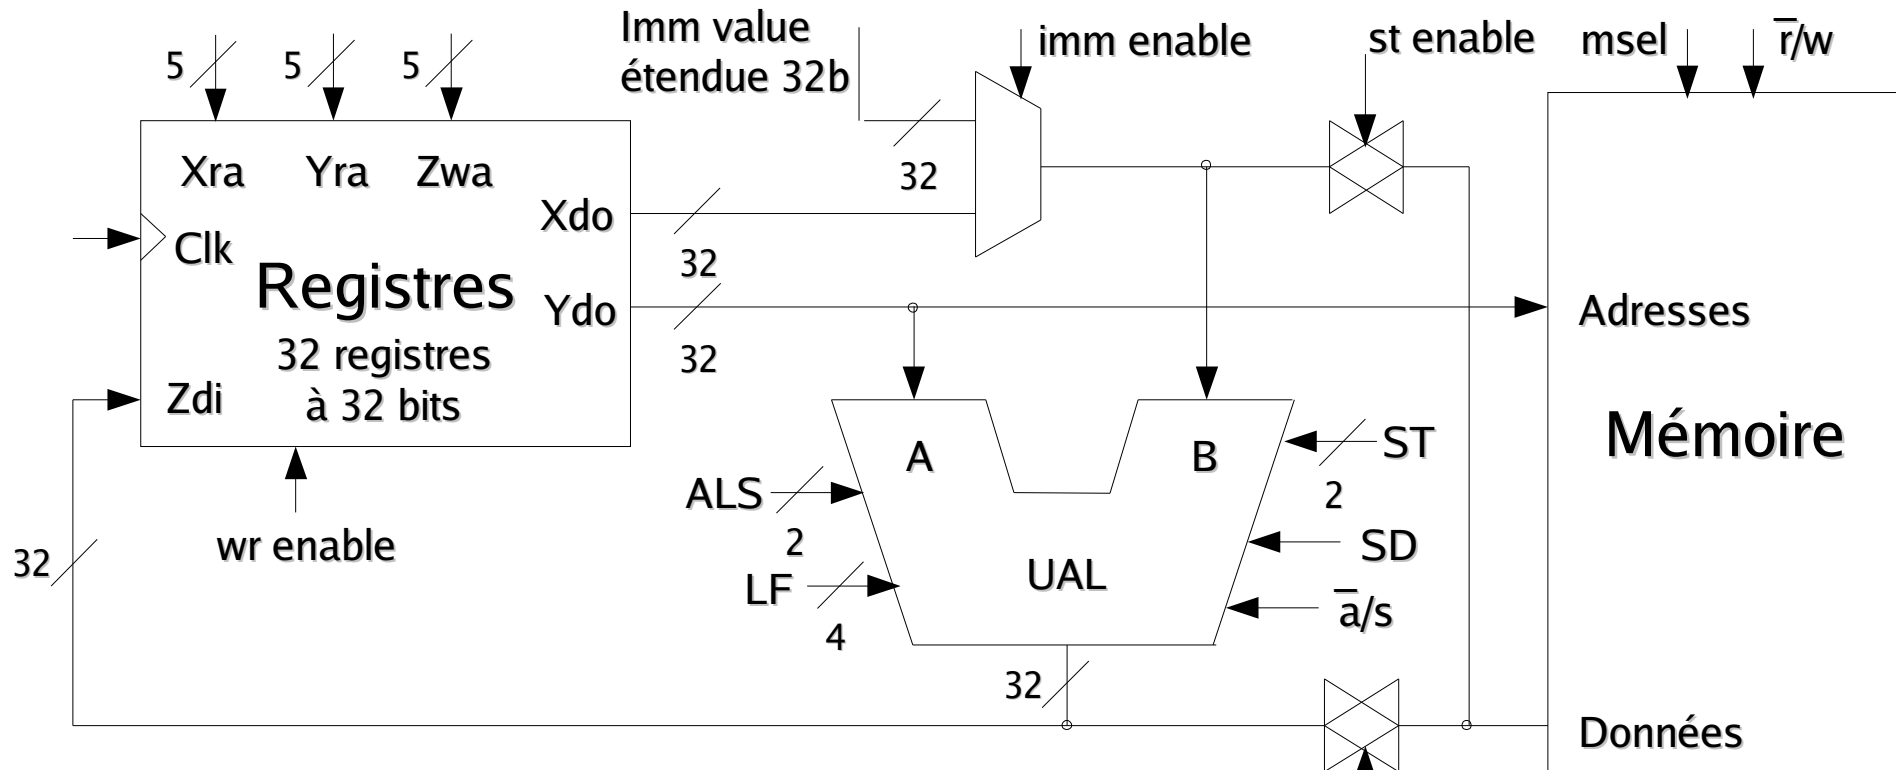 Imm value
étendue 32b
imm enable
st enable
msel
r̅/w
5
5
5
Xra
Yra
Zwa
32
Xdo
Clk
32
Registres
Ydo
Adresses
32 registres
32
à 32 bits
Zdi
Mémoire
A
B
ST
ALS
2
wr enable
2
SD
32
UAL
LF
a̅/s
4
32
Données